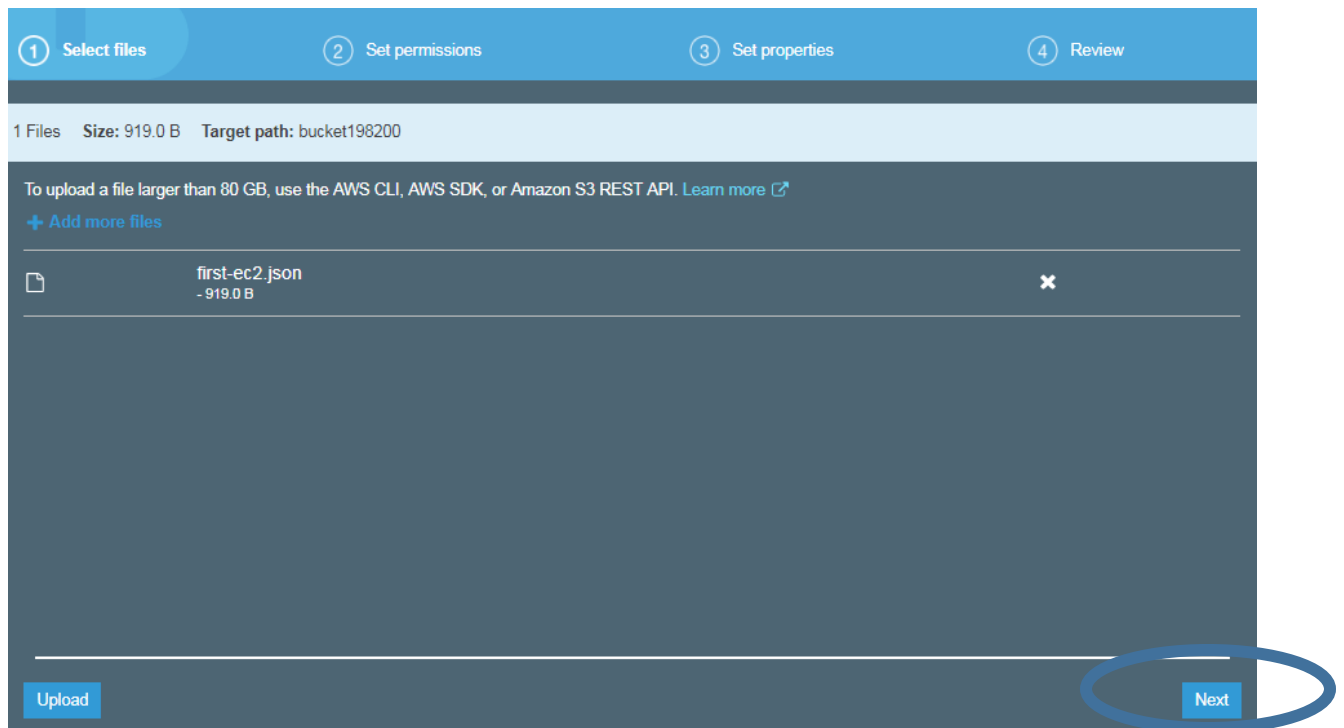 1 Select files 2 Set permissions 3 Set properties 4 Review
1 Files Size: 919.0 B Target path: bucket198200
To upload a file larger than 80 GB, use the AWS CLI, AWS SDK, or Amazon S3 REST API. Learn more
+ Add more files
first-ec2.json
- 919.0 B
Upload Next